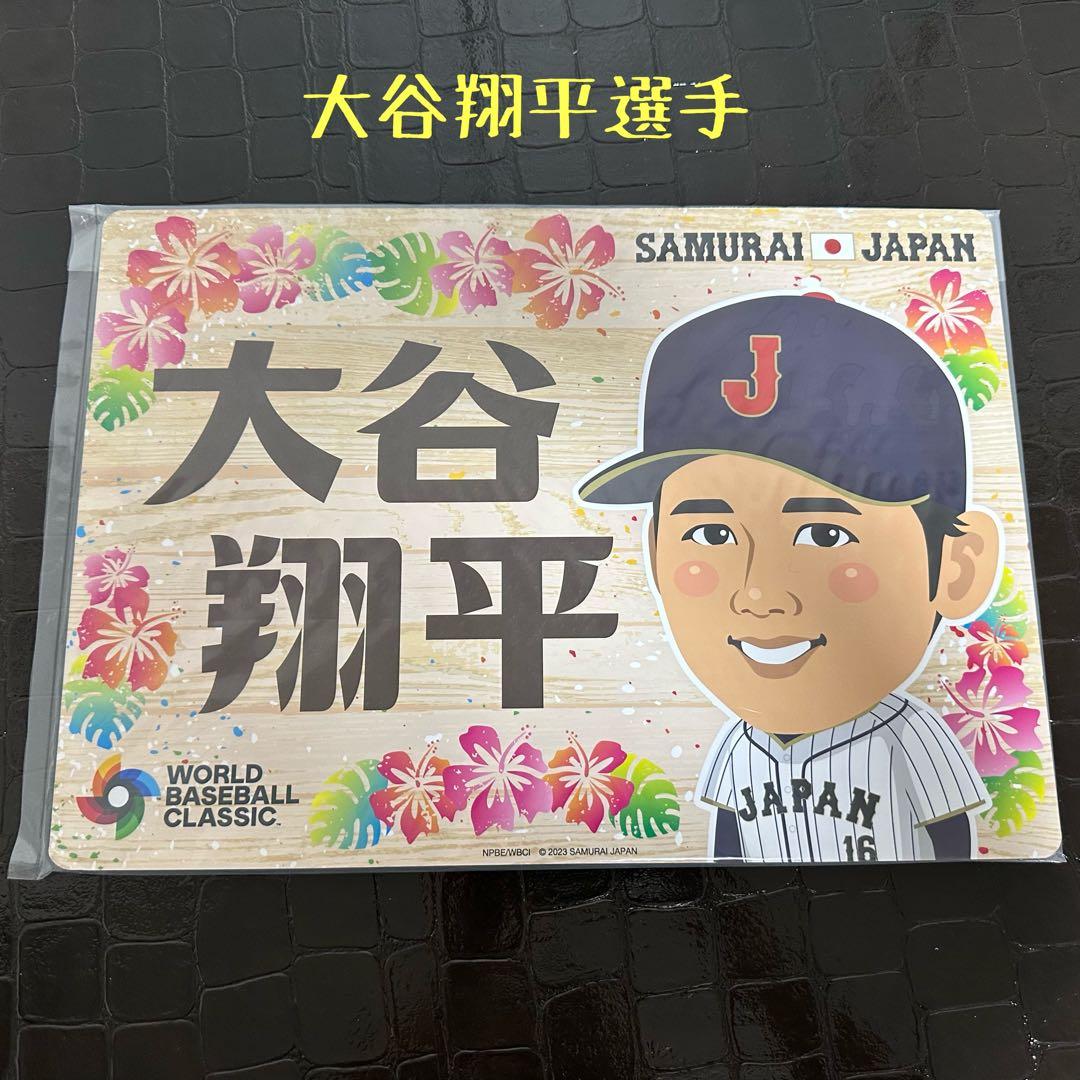 大谷翔平選手
SAMURAI JAPAN
J
大谷
翔平
WORLD
BASEBALL
CLASSIC™
JAPAN
16
NPBE/WBCI © 2023 SAMURAI JAPAN